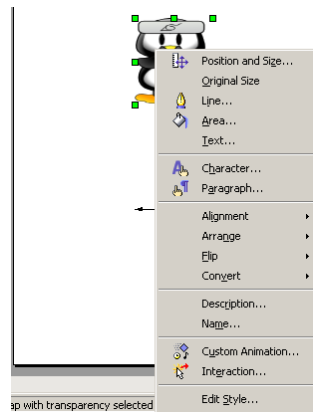 Position and Size...
Original Size
Line...
Area...
Text...
Character...
Paragraph...
Alignment
Arrange
Flip
Convert
Description...
Name...
Custom Animation...
Interaction...
Edit Style...
ap with transparency selected